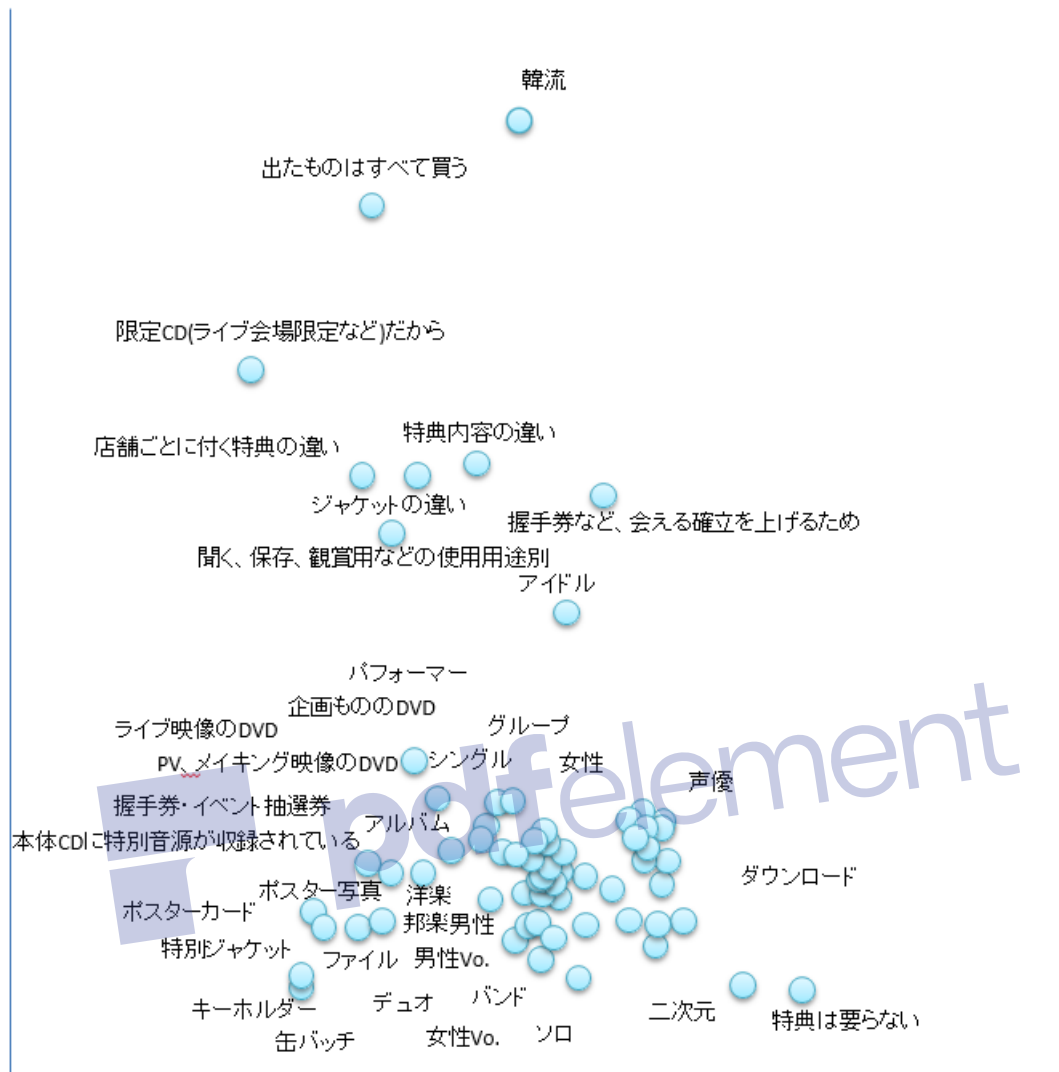 韓流
出たものはすべて買う
限定CD(ライブ会場限定など)だから
特典内容の違い
店舗ごとに付く特典の違い
ジャケットの違い
握手券など、会える確立を上げるため
聞く、保存、観賞用などの使用用途別
アイドル
パフォーマー
企画もののDVD
ライブ映像のDVD
グループ
PV、メイキング映像のDVD
シングル
女性
声優
握手券・イベント抽選券
アルバム
本体CDに特別音源が収録されている
ダウンロード
ポスター写真
洋楽
ポスターカード
邦楽男性
特別ジャケット
ファイル
男性Vo.
キーホルダー
デュオ
バンド
二次元
特典は要らない
缶バッチ
女性Vo.
ソロ
pdfelement